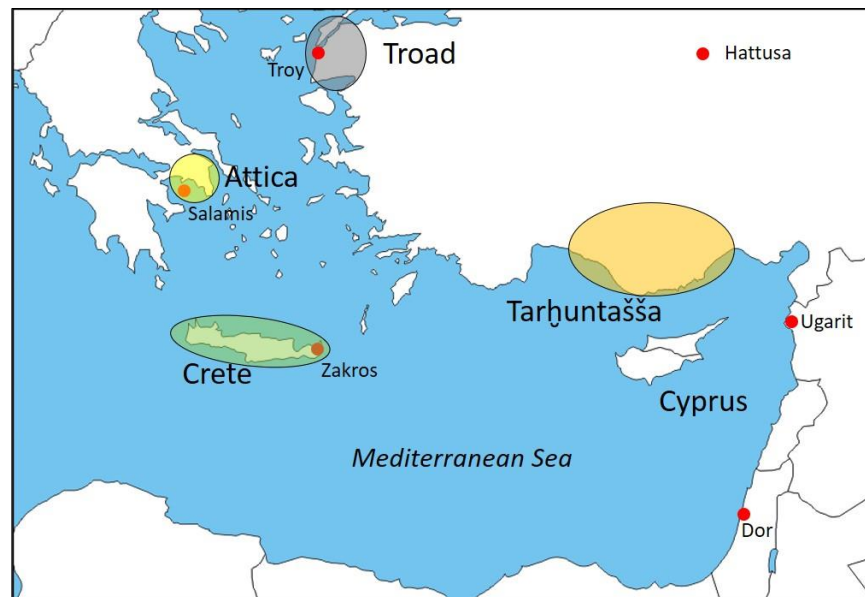 Troy
Troad
Hattusa
Attica
Salamis
Tarḫuntašša
Ugarit
Crete
Zakros
Cyprus
Mediterranean Sea
Dor